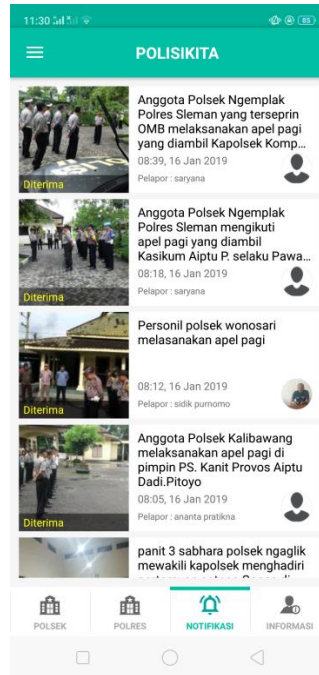 11:30
85
POLISIKITA
Anggota Polsek Ngemplak
Polres Sleman yang terseprin
OMB melaksanakan apel pagi
yang diambil Kapolsek Komp...
08:39, 16 Jan 2019
Pelapor : saryana
Diterima
Anggota Polsek Ngemplak
Polres Sleman mengikuti
apel pagi yang diambil
Kasikum Aiptu P. selaku Pawa...
08:18, 16 Jan 2019
Pelapor : saryana
Diterima
Personil polsek wonosari
melasanakan apel pagi
08:12, 16 Jan 2019
Pelapor : sidik purnomo
Diterima
Anggota Polsek Kalibawang
melaksanakan apel pagi di
pimpin PS. Kanit Provos Aiptu
Dadi.Pitoyo
08:05, 16 Jan 2019
Pelapor : ananta pratikna
Diterima
panit 3 sabhara polsek ngaglik
mewakili kapolsek menghadiri
POLSEK
POLRES
NOTIFIKASI
INFORMASI